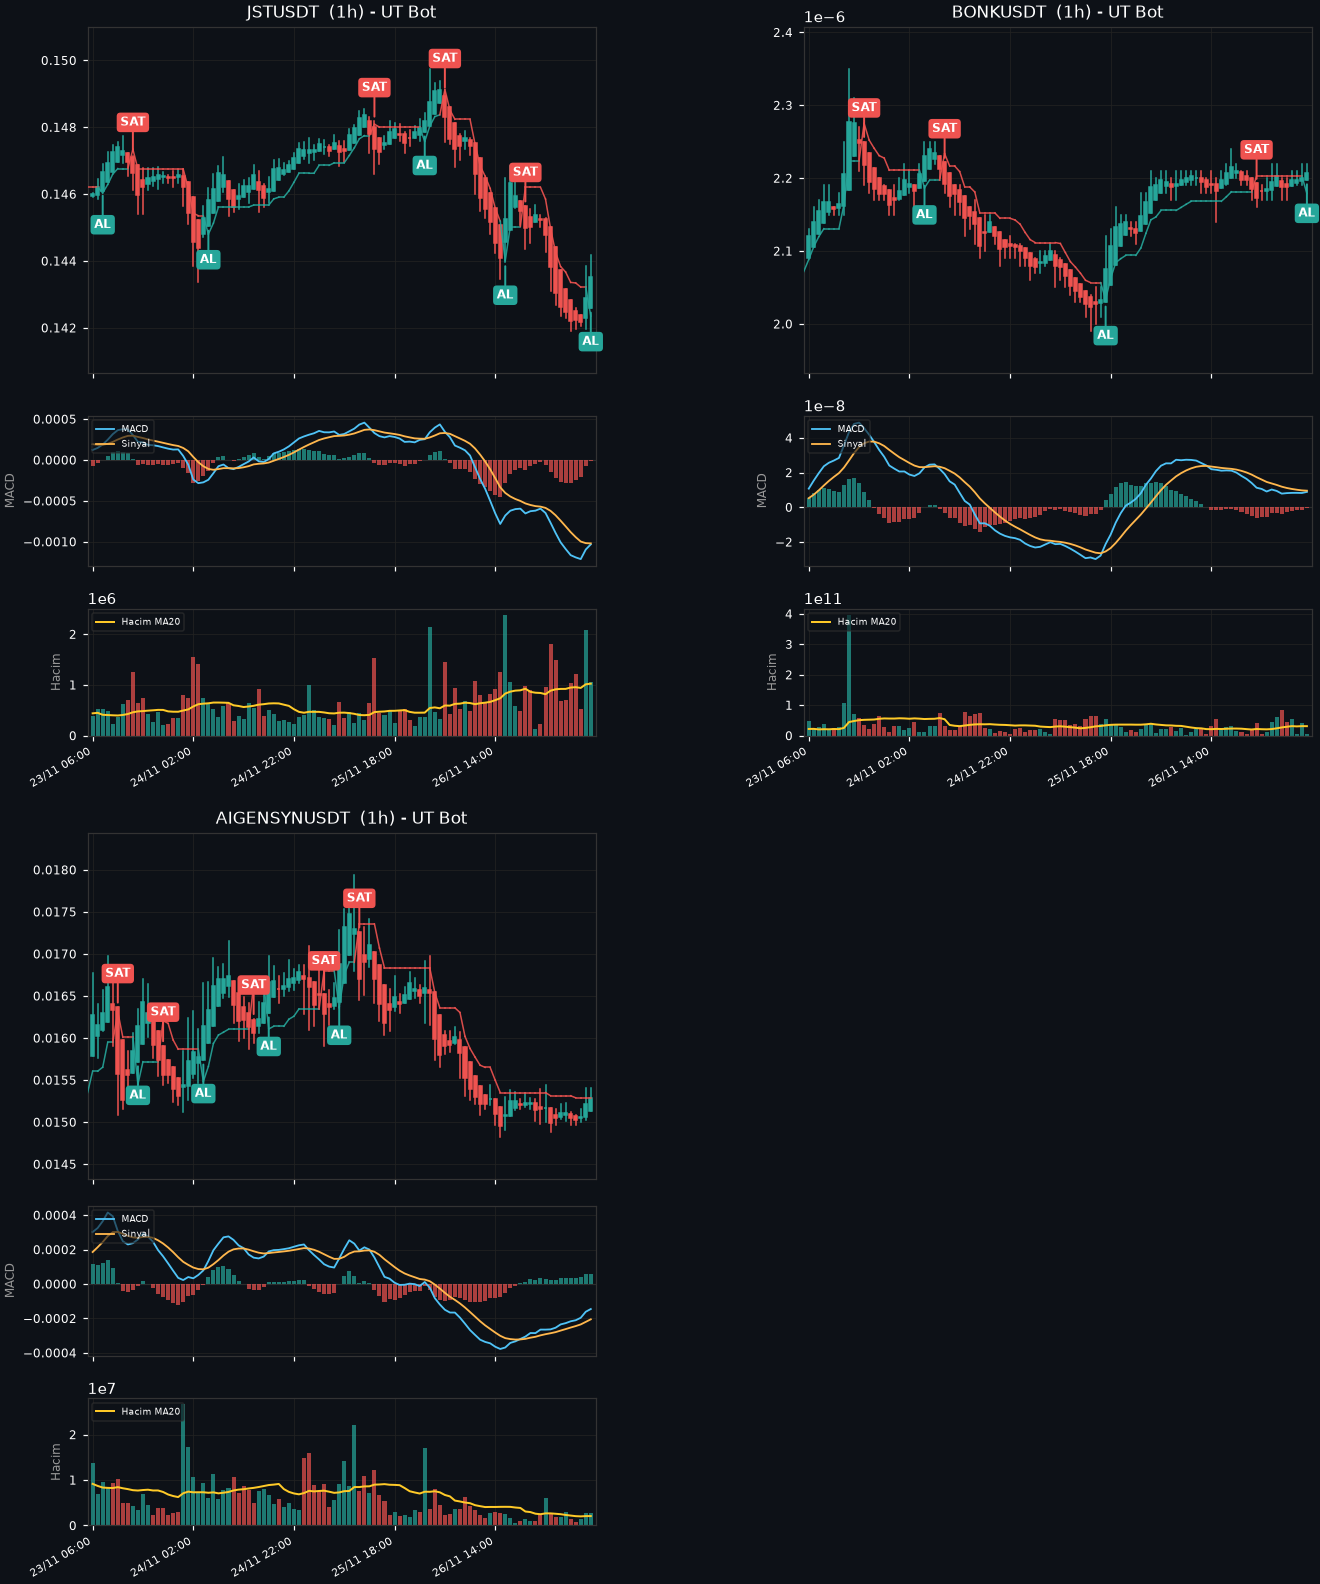 JSTUSDT (1h) - UT Bot
0.150
0.148
0.146
0.144
0.142
SAT
SAT
SAT
SAT
AL
AL
AL
AL
AL
MACD
0.0005
0.0000
−0.0005
−0.0010
MACD
Sinyal
Hacim
1e6
2
1
0
Hacim MA20
23/11 06:00
24/11 02:00
24/11 22:00
25/11 18:00
26/11 14:00
BONKUSDT (1h) - UT Bot
1e−6
2.4
2.3
2.2
2.1
2.0
SAT
SAT
SAT
AL
AL
AL
MACD
1e−8
4
2
0
−2
MACD
Sinyal
Hacim
1e11
4
3
2
1
0
Hacim MA20
23/11 06:00
24/11 02:00
24/11 22:00
25/11 18:00
26/11 14:00
AIGENSYNUSDT (1h) - UT Bot
0.0180
0.0175
0.0170
0.0165
0.0160
0.0155
0.0150
0.0145
SAT
SAT
SAT
SAT
SAT
AL
AL
AL
AL
MACD
0.0004
0.0002
0.0000
−0.0002
−0.0004
MACD
Sinyal
Hacim
1e7
2
1
0
Hacim MA20
23/11 06:00
24/11 02:00
24/11 22:00
25/11 18:00
26/11 14:00